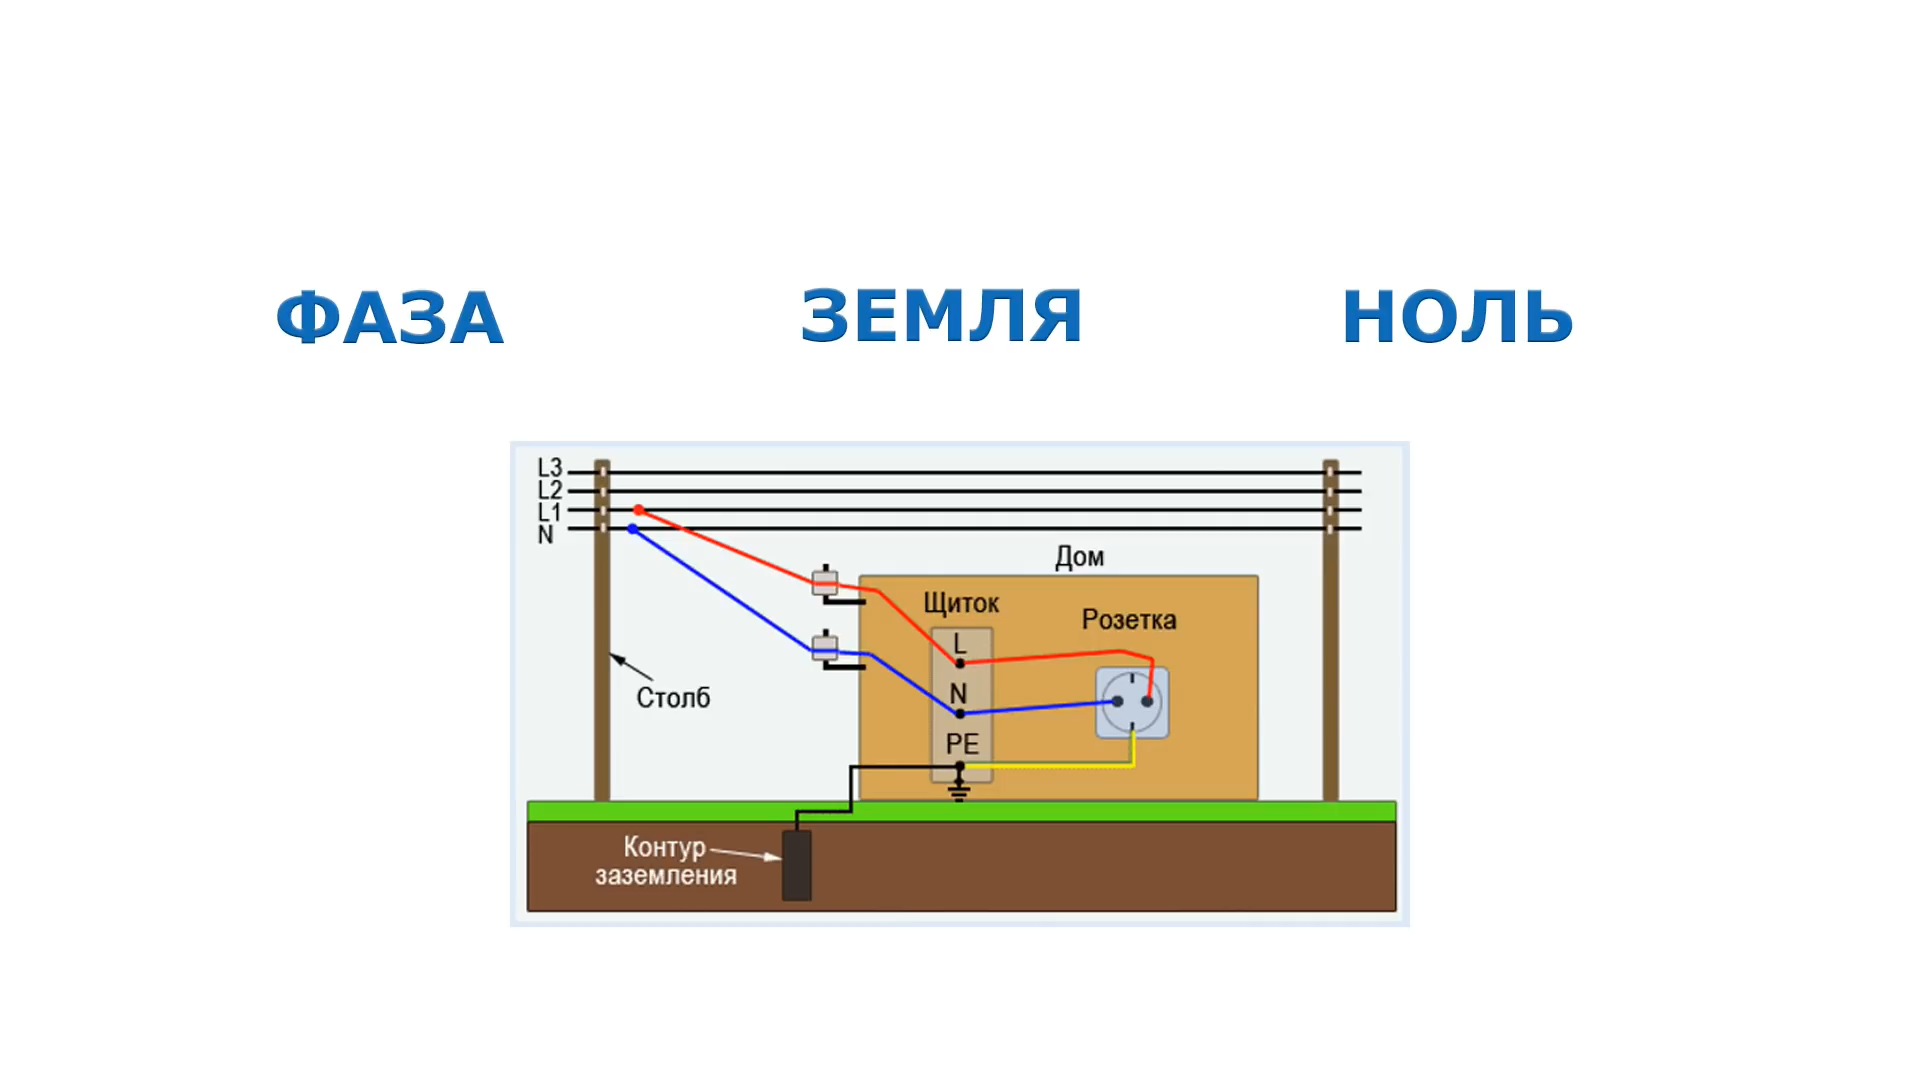 ФАЗА
ЗЕМЛЯ
НОЛЬ
L3
L2
L1
N
Дом
Щиток
Розетка
L
N
PE
Столб
Контур
заземления